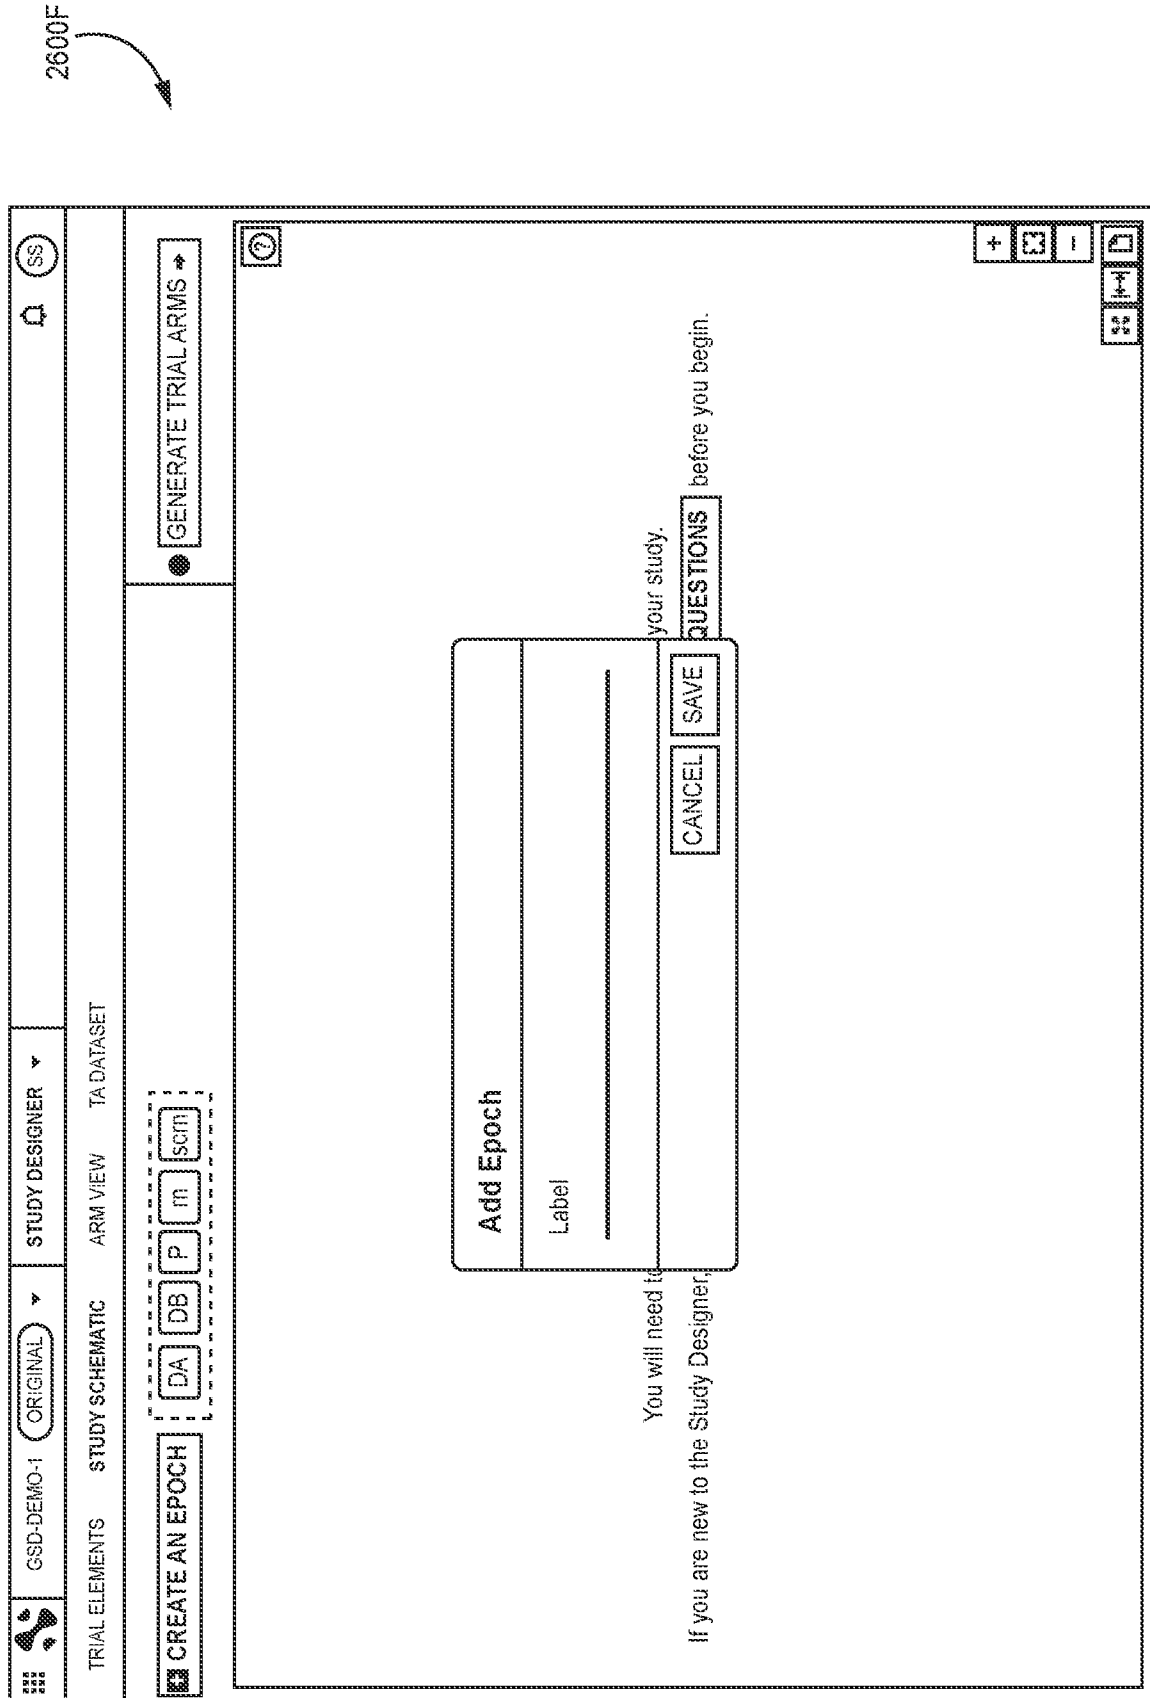 2600F
GSD-DEMO-1 ORIGINAL STUDY DESIGNER SS
TRIAL ELEMENTS STUDY SCHEMATIC ARM VIEW TA DATASET
+ CREATE AN EPOCH DA DB P rn scrn GENERATE TRIAL ARMS
?
Add Epoch
Label
You will need to your study.
If you are new to the Study Designer, QUESTIONS before you begin.
CANCEL SAVE
+
-